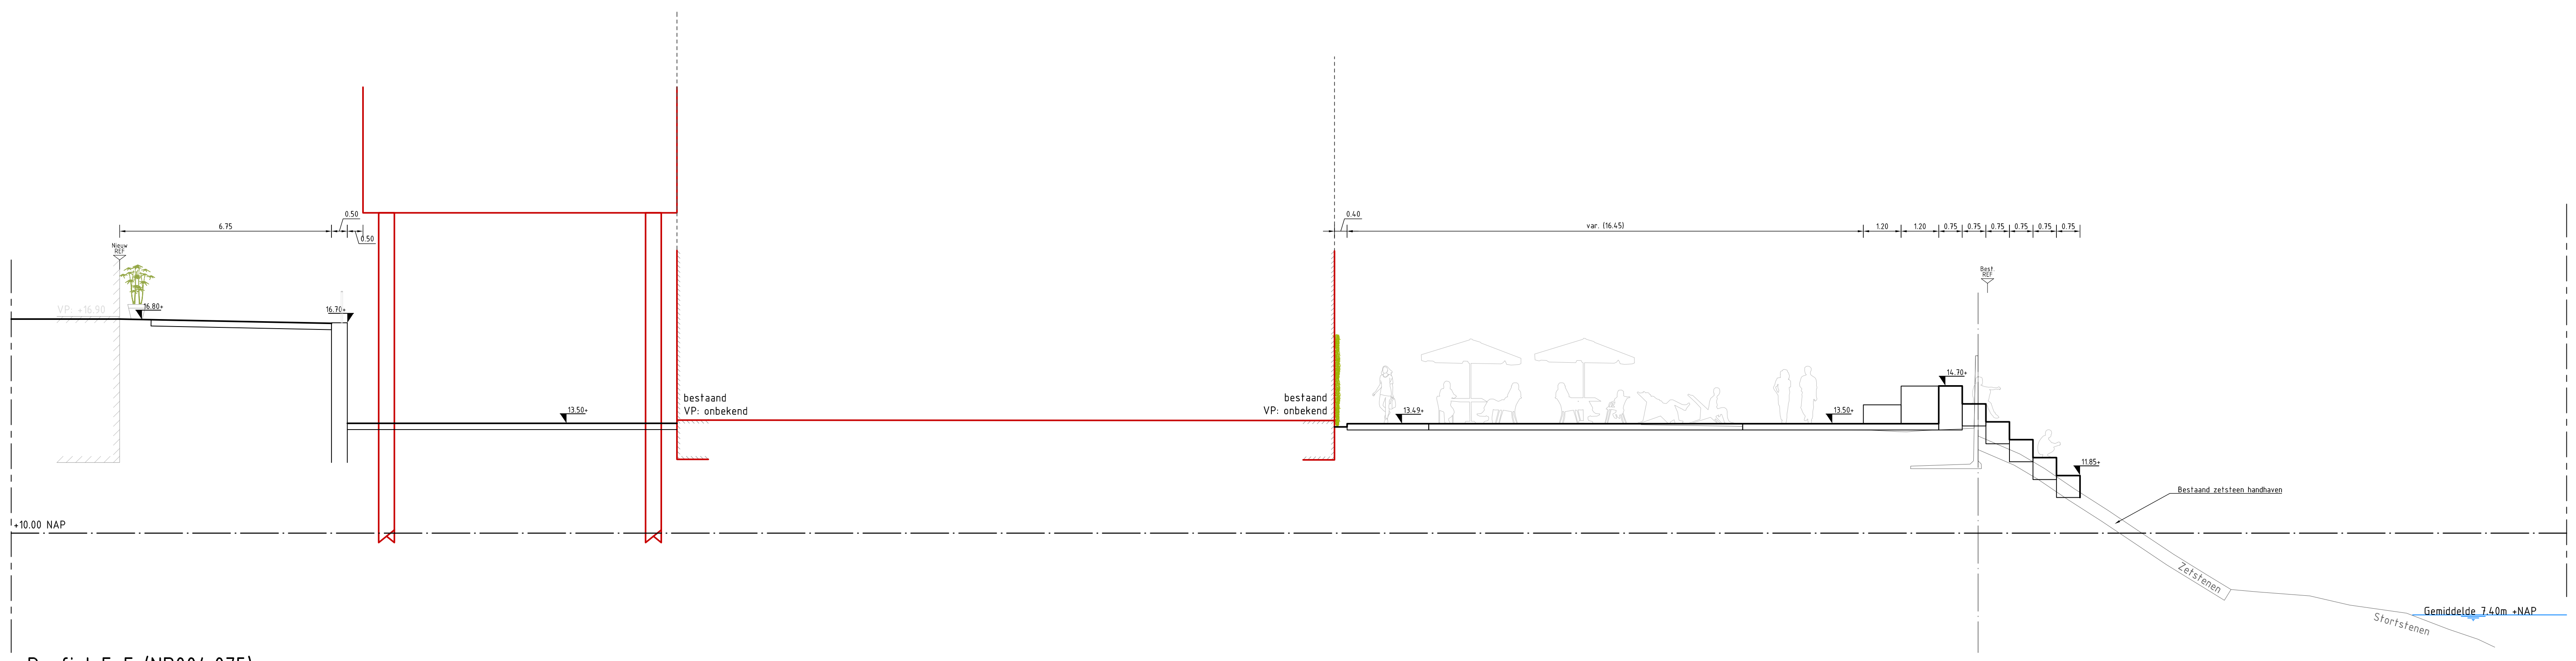 6.75
0.50
0.50
0.40
var. (16.45)
1.20
1.20
0.75
0.75
0.75
0.75
0.75
0.75
Nieuw
REF
Best.
REF
VP: +16.90
16.80+
16.70+
14.70+
bestaand
VP: onbekend
bestaand
VP: onbekend
13.50+
13.49+
13.50+
11.85+
Bestaand zetsteen handhaven
+10.00 NAP
Zetstenen
Gemiddelde 7.40m +NAP
Stortstenen